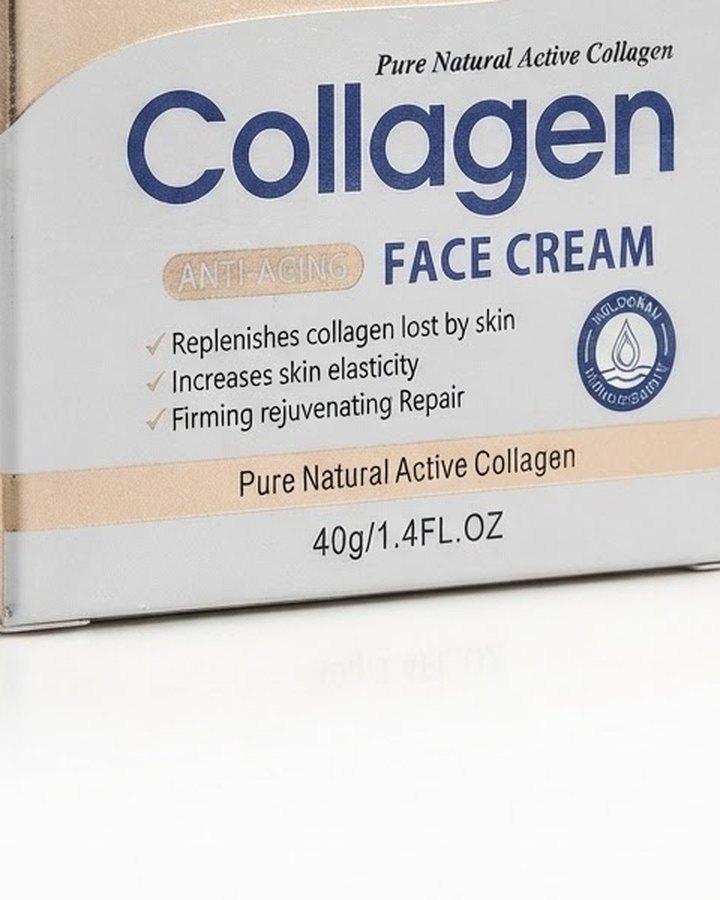 Pure Natural Active Collagen
Collagen
ANTI-AGING FACE CREAM
Replenishes collagen lost by skin
Increases skin elasticity
Firming rejuvenating Repair
Pure Natural Active Collagen
40g/1.4FL.OZ